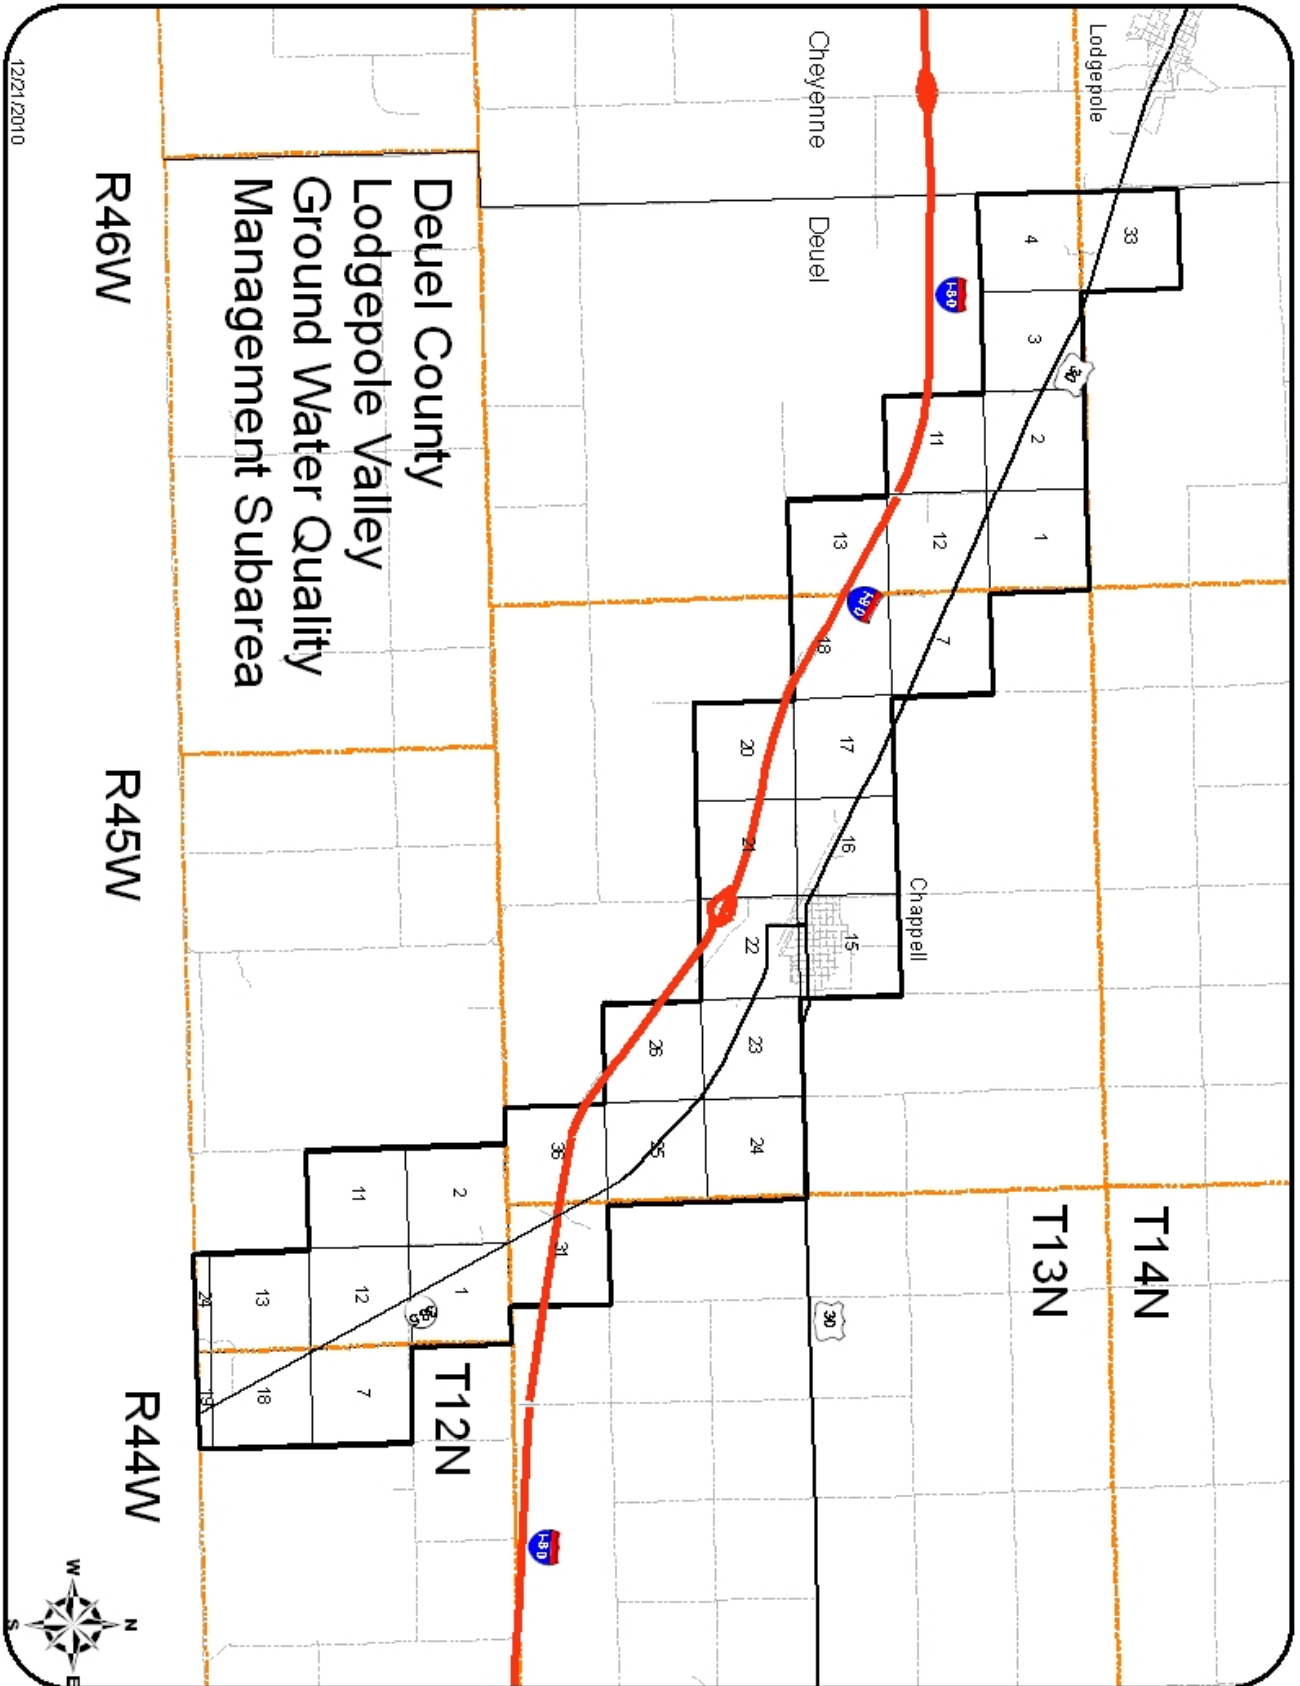 Lodgepole
Cheyenne
Deuel
33
4
3
2
1
I-80
30
11
12
7
13
I-80
18
17
16
15
Chappell
20
21
22
23
24
26
25
36
31
30
T14N
T13N
T12N
2
1
11
12
7
13
18
24
19
I-80
Deuel County
Lodgepole Valley
Ground Water Quality
Management Subarea
R46W
R45W
R44W
12/21/2010
N
W
E
S